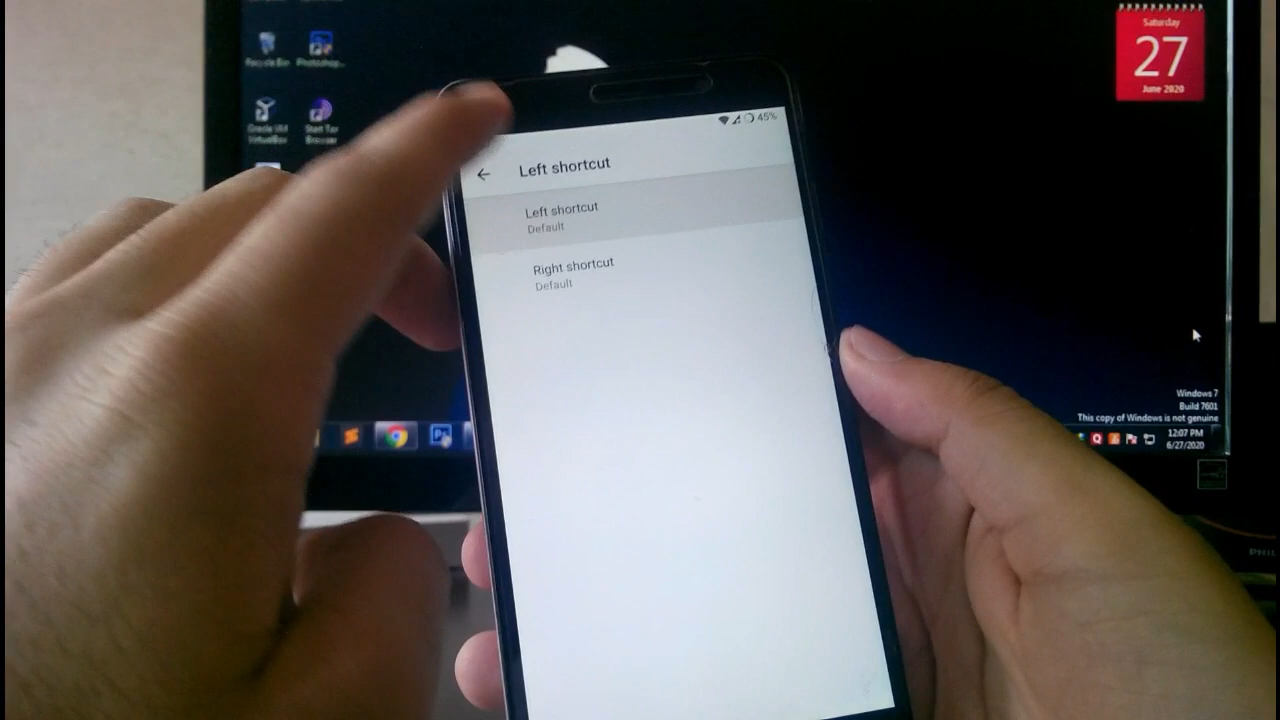 Recycle Bin
Photoshop...
Oracle VM
VirtualBox
Start Tor
Browser
Saturday
27
June 2020
45%
Left shortcut
Left shortcut
Default
Right shortcut
Default
Windows 7
Build 7601
This copy of Windows is not genuine
Ps
12:07 PM
6/27/2020